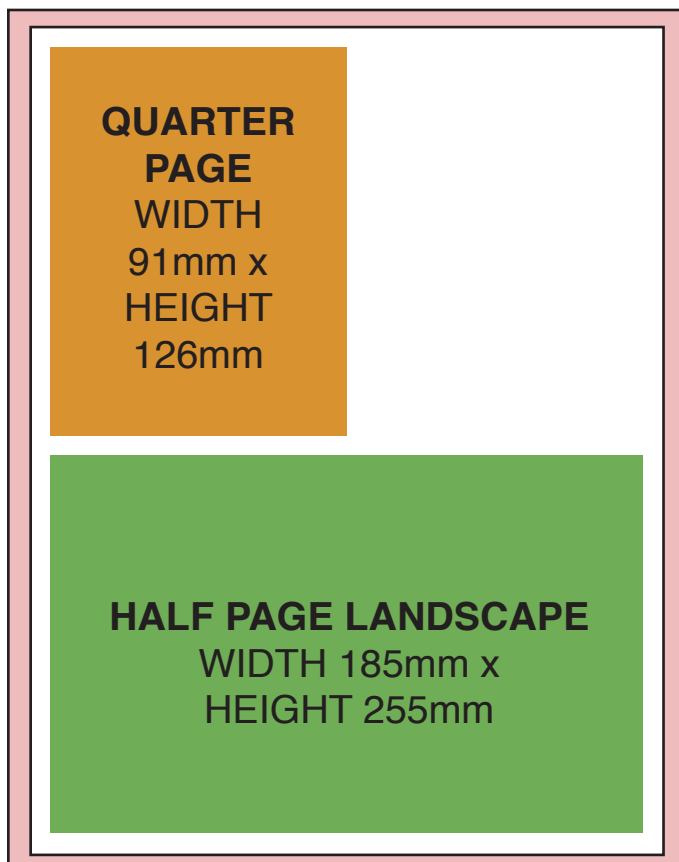 QUARTER
PAGE
WIDTH
91mm x
HEIGHT
126mm
HALF PAGE LANDSCAPE
WIDTH 185mm x
HEIGHT 255mm